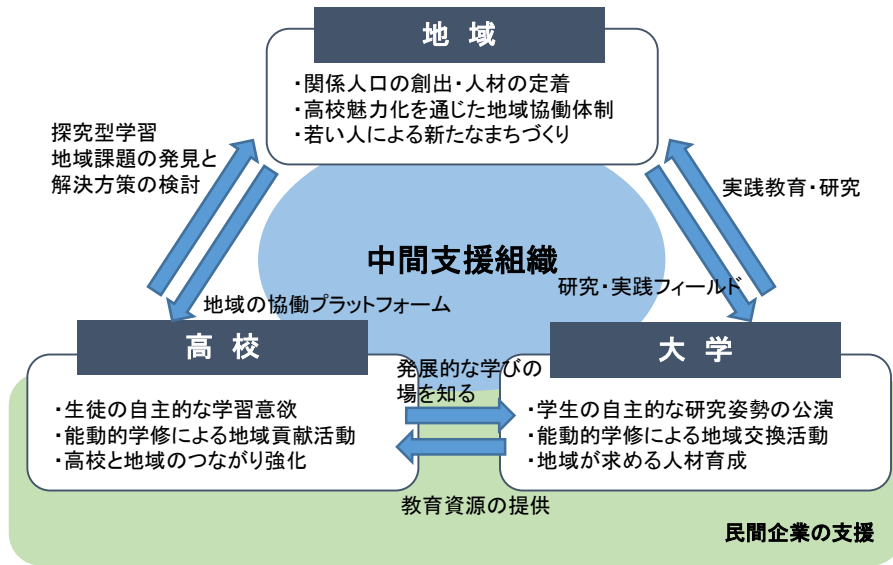 地 域
・関係人口の創出・人材の定着
・高校魅力化を通じた地域協働体制
・若い人による新たなまちづくり
探究型学習
地域課題の発見と
解決方策の検討
実践教育・研究
中間支援組織
研究・実践フィールド
地域の協働プラットフォーム
高 校
・生徒の自主的な学習意欲
・能動的学修による地域貢献活動
・高校と地域のつながり強化
発展的な学びの
場を知る
大 学
・学生の自主的な研究姿勢の公演
・能動的学修による地域交換活動
・地域が求める人材育成
教育資源の提供
民間企業の支援